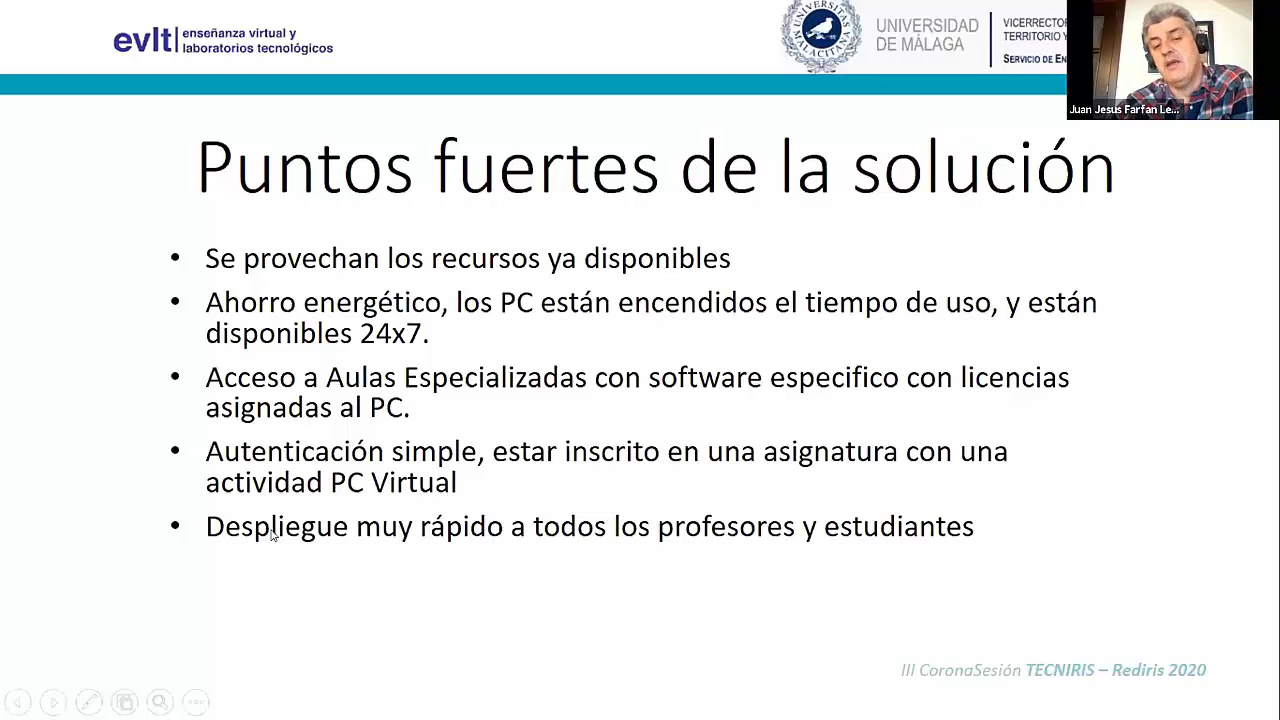 evlt enseñanza virtual y
laboratorios tecnológicos
UNIVERSITAS
MALACITANA
UNIVERSIDAD
DE MÁLAGA
TERRITORIO Y
SERVICIO DE
Juan Jesus Farfan Le...
Puntos fuertes de la solución
• Se provechan los recursos ya disponibles
• Ahorro energético, los PC están encendidos el tiempo de uso, y están
disponibles 24x7.
• Acceso a Aulas Especializadas con software especifico con licencias
asignadas al PC.
• Autenticación simple, estar inscrito en una asignatura con una
actividad PC Virtual
• Despliegue muy rápido a todos los profesores y estudiantes
III CoronaSesión TECNIRIS – Rediris 2020